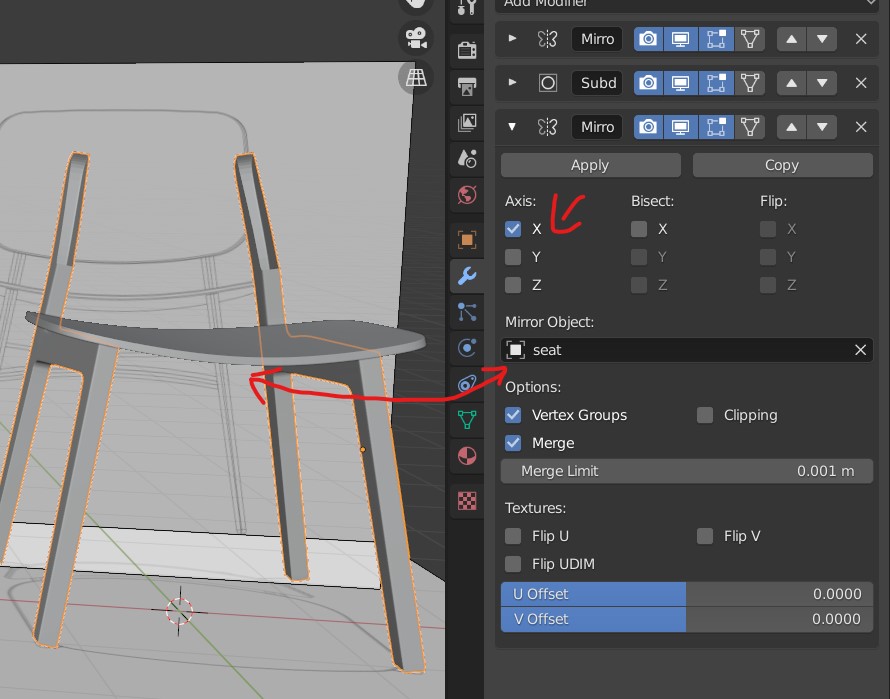 Add Modifier
Mirro
Subd
Mirro
Apply Copy
Axis: Bisect: Flip:
X X X
Y Y Y
Z Z Z
Mirror Object:
seat
Options:
Vertex Groups Clipping
Merge
Merge Limit 0.001 m
Textures:
Flip U Flip V
Flip UDIM
U Offset 0.0000
V Offset 0.0000